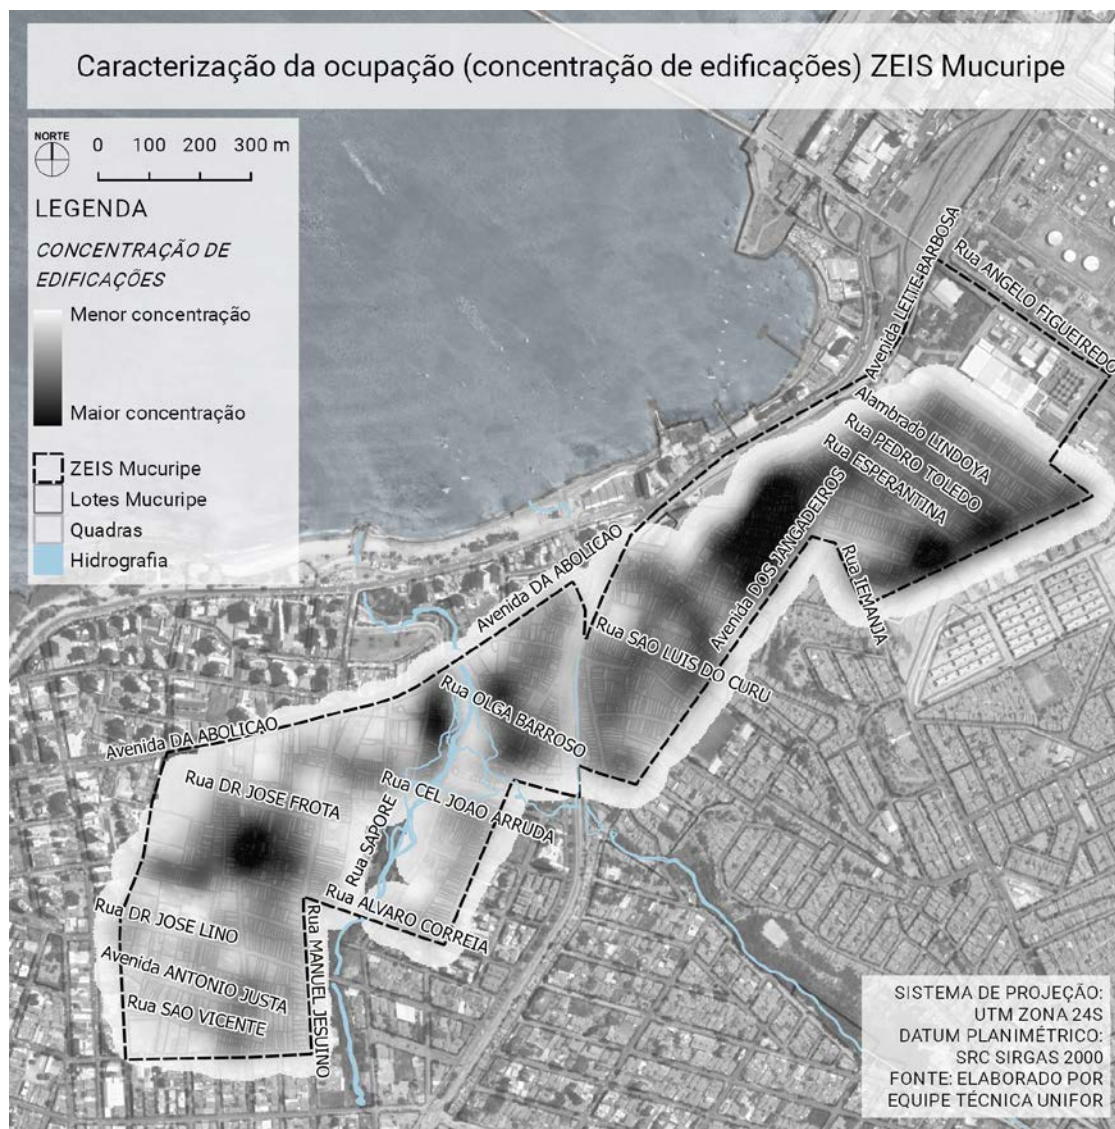 Caracterização da ocupação (concentração de edificações) ZEIS Mucuripe
NORTE
0 100 200 300 m
LEGENDA
CONCENTRAÇÃO DE
EDIFICAÇÕES
Menor concentração
Maior concentração
ZEIS Mucuripe
Lotes Mucuripe
Quadras
Hidrografia
Avenida LEITE BARBOSA
Rua ANGELO FIGUEIREDO
Alambrado LINDOYA
Rua PEDRO TOLEDO
Rua ESPERANTINA
Avenida DOS JANGADEIROS
Rua IEMANJA
Avenida DA ABOLIÇAO
Rua SAO LUIS DO CURU
Rua OLGA BARROSO
Avenida DA ABOLIÇAO
Rua DR JOSE FROTA
Rua CEL JOAO ARRUDA
Rua SAPORE
Rua ALVARO CORREIA
Rua DR JOSE LINO
Rua MANUEL JESUINO
Avenida ANTONIO JUSTA
Rua SAO VICENTE
SISTEMA DE PROJEÇÃO:
UTM ZONA 24S
DATUM PLANIMÉTRICO:
SRC SIRGAS 2000
FONTE: ELABORADO POR
EQUIPE TÉCNICA UNIFOR